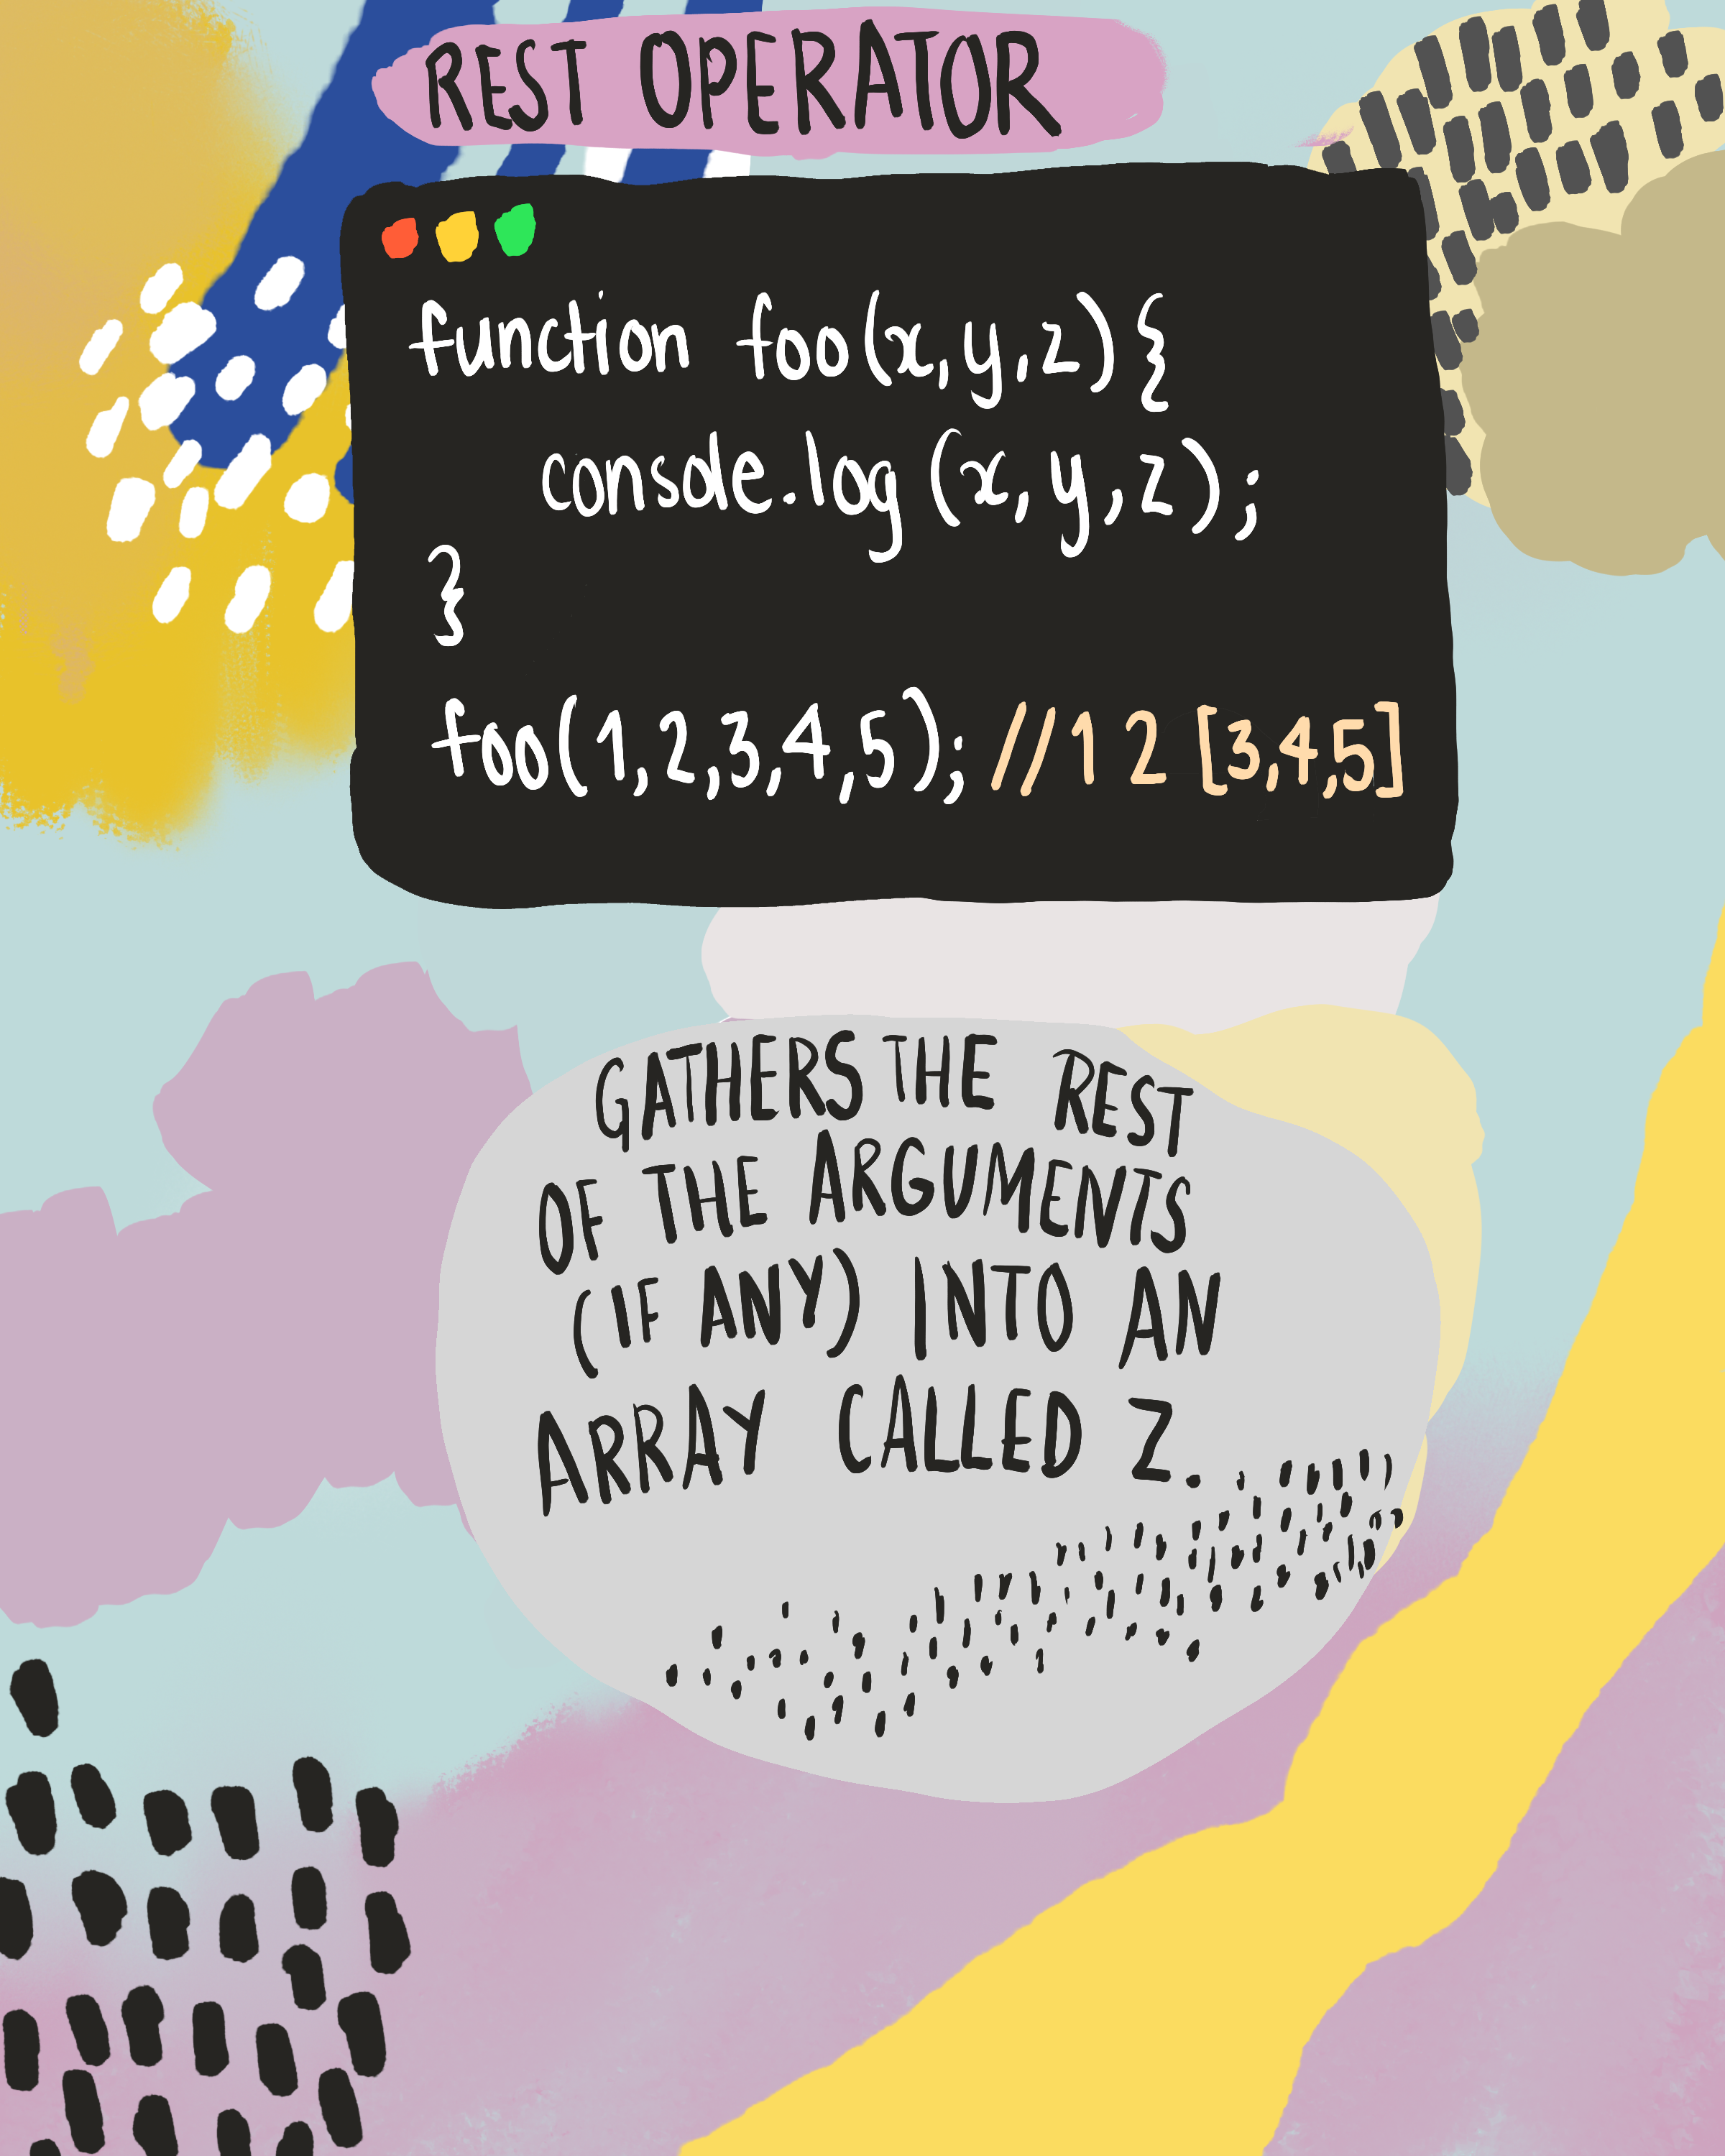 REST OPERATOR
function foo(x,y,z){
console.log(x,y,z);
}
foo(1,2,3,4,5); //1 2 [3,4,5]
GATHERS THE REST
OF THE ARGUMENTS
(IF ANY) INTO AN
ARRAY CALLED Z.